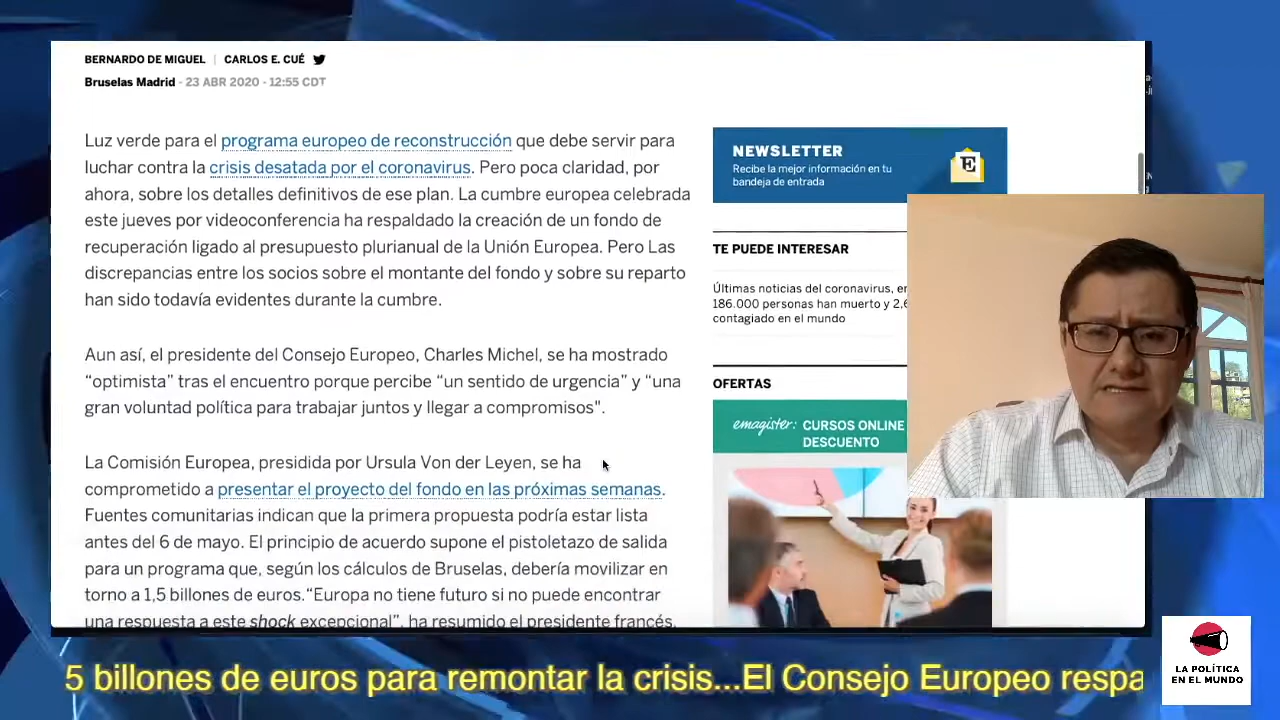 BERNARDO DE MIGUEL | CARLOS E. CUÉ
Bruselas Madrid - 23 ABR 2020 - 12:55 CDT
Luz verde para el programa europeo de reconstrucción que debe servir para
luchar contra la crisis desatada por el coronavirus. Pero poca claridad, por
ahora, sobre los detalles definitivos de ese plan. La cumbre europea celebrada
este jueves por videoconferencia ha respaldado la creación de un fondo de
recuperación ligado al presupuesto plurianual de la Unión Europea. Pero Las
discrepancias entre los socios sobre el montante del fondo y sobre su reparto
han sido todavía evidentes durante la cumbre.
Aun así, el presidente del Consejo Europeo, Charles Michel, se ha mostrado
“optimista” tras el encuentro porque percibe “un sentido de urgencia” y “una
gran voluntad política para trabajar juntos y llegar a compromisos".
La Comisión Europea, presidida por Ursula Von der Leyen, se ha
comprometido a presentar el proyecto del fondo en las próximas semanas.
Fuentes comunitarias indican que la primera propuesta podría estar lista
antes del 6 de mayo. El principio de acuerdo supone el pistoletazo de salida
para un programa que, según los cálculos de Bruselas, debería movilizar en
torno a 1,5 billones de euros.“Europa no tiene futuro si no puede encontrar
una respuesta a este shock excepcional”, ha resumido el presidente francés,
NEWSLETTER
Recibe la mejor información en tu
bandeja de entrada
E
TE PUEDE INTERESAR
Últimas noticias del coronavirus, en
186.000 personas han muerto y 2,6
contagiado en el mundo
OFERTAS
emagister: CURSOS ONLINE
DESCUENTO
5 billones de euros para remontar la crisis...El Consejo Europeo respa
LA POLÍTICA
EN EL MUNDO